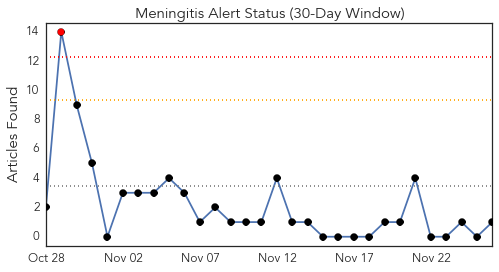 Meningitis Alert Status (30-Day Window)
Articles Found
14
12
10
8
6
4
2
0
Oct 28
Nov 02
Nov 07
Nov 12
Nov 17
Nov 22